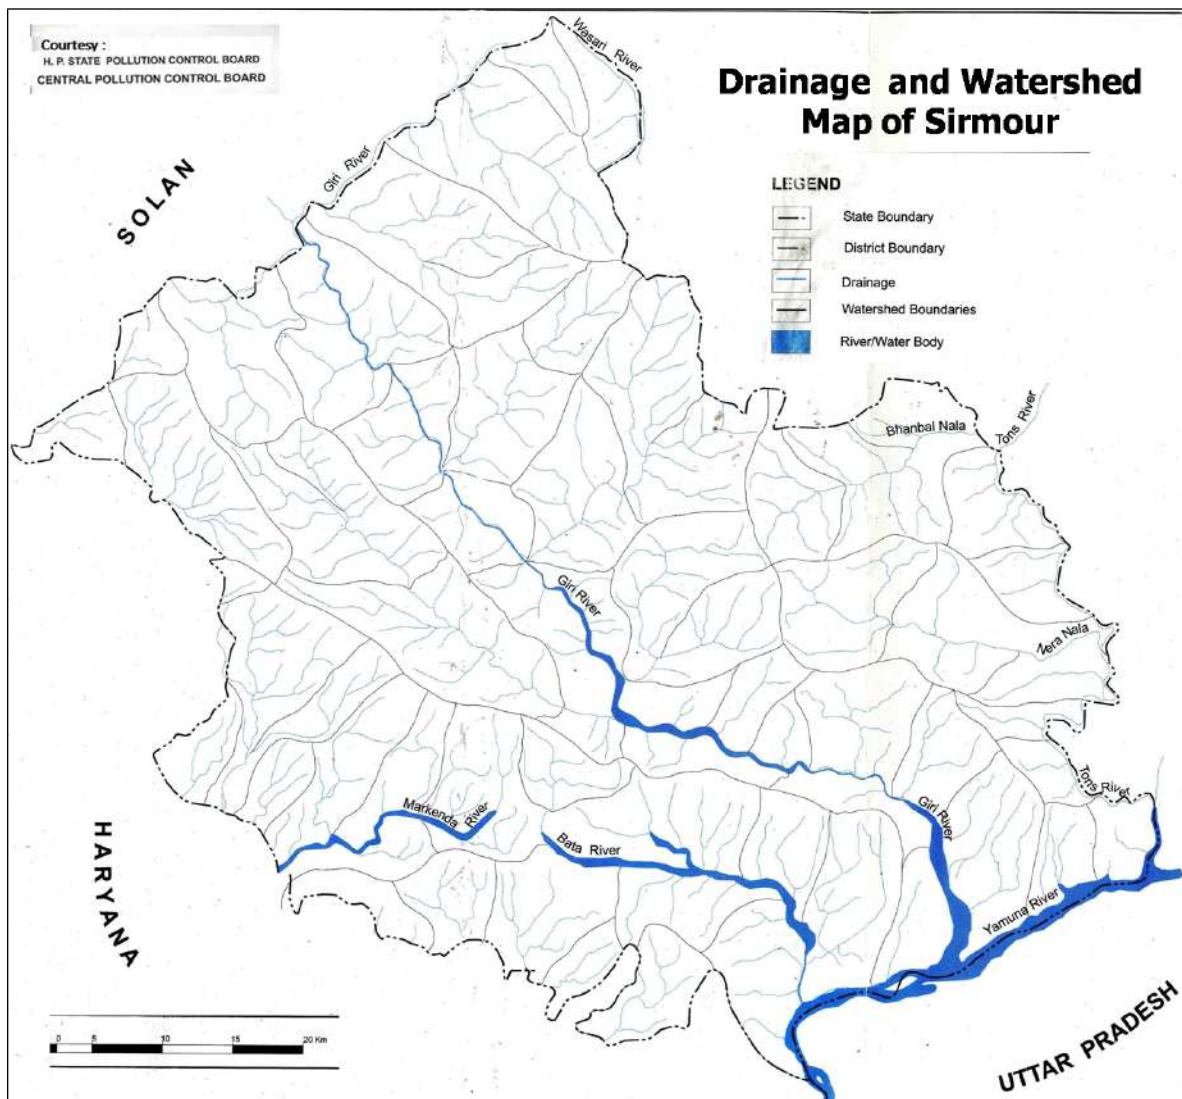 Courtesy :
H. P. STATE POLLUTION CONTROL BOARD
CENTRAL POLLUTION CONTROL BOARD
Drainage and Watershed
Map of Sirmour
LEGEND
State Boundary
District Boundary
Drainage
Watershed Boundaries
River/Water Body
Wasari River
Giri River
SOLAN
Bhanbal Nala
Tons River
Giri River
Nera Nala
Tons River
Markenda River
Giri River
Bata River
HARYANA
Yamuna River
UTTAR PRADESH
0 5 10 15 20 Km